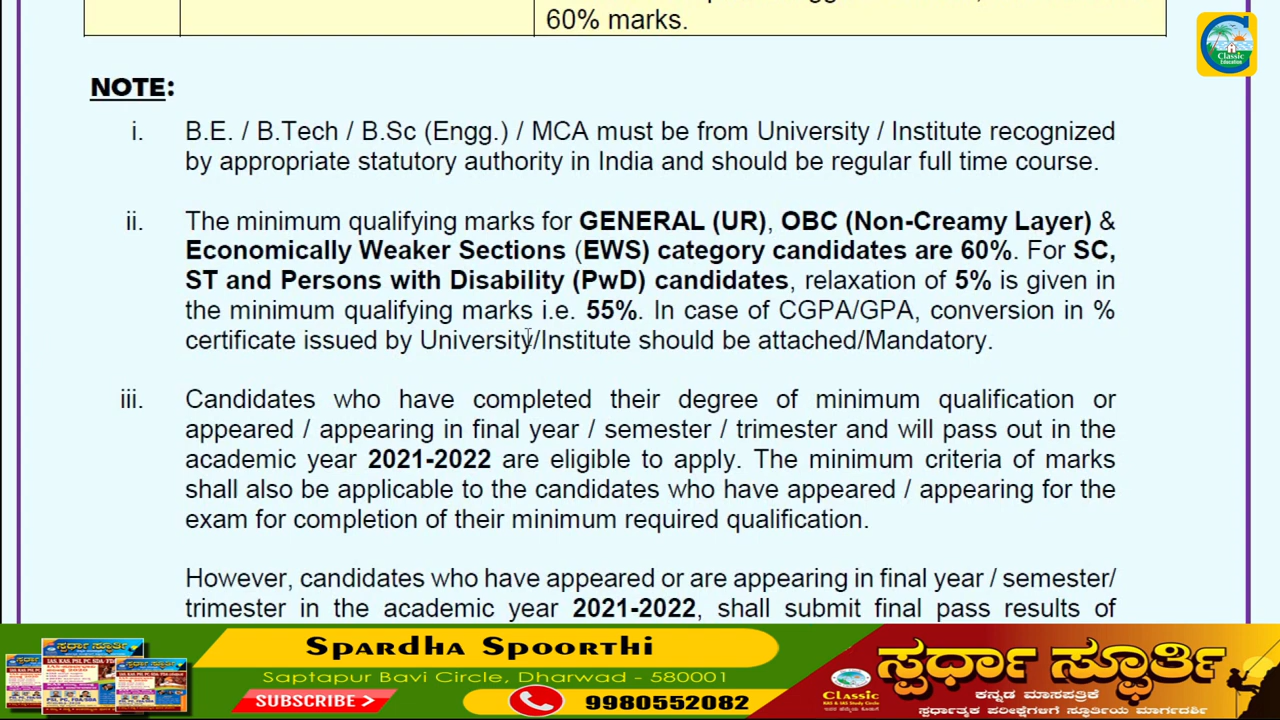 60% marks.
Classic
Education
NOTE:
i. B.E. / B.Tech / B.Sc (Engg.) / MCA must be from University / Institute recognized
by appropriate statutory authority in India and should be regular full time course.
ii. The minimum qualifying marks for GENERAL (UR), OBC (Non-Creamy Layer) &
Economically Weaker Sections (EWS) category candidates are 60%. For SC,
ST and Persons with Disability (PwD) candidates, relaxation of 5% is given in
the minimum qualifying marks i.e. 55%. In case of CGPA/GPA, conversion in %
certificate issued by University/Institute should be attached/Mandatory.
iii. Candidates who have completed their degree of minimum qualification or
appeared / appearing in final year / semester / trimester and will pass out in the
academic year 2021-2022 are eligible to apply. The minimum criteria of marks
shall also be applicable to the candidates who have appeared / appearing for the
exam for completion of their minimum required qualification.
However, candidates who have appeared or are appearing in final year / semester/
trimester in the academic year 2021-2022, shall submit final pass results of
Spardha Spoorthi
Saptapur Bavi Circle, Dharwad - 580001
SUBSCRIBE >
9980552082
Classic
ಸ್ಪರ್ಧಾ ಸ್ಫೂರ್ತಿ
ಕನ್ನಡ ಮಾಸಪತ್ರಿಕೆ
ಸ್ಪರ್ಧಾತ್ಮಕ ಪರೀಕ್ಷೆಗಳಿಗೆ ಸ್ಫೂರ್ತಿಯ ಮಾರ್ಗದರ್ಶಿ